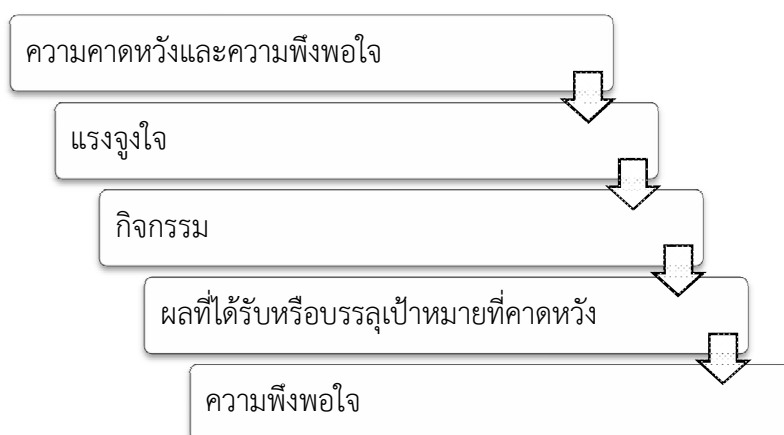 ความคาดหวังและความพึงพอใจ
แรงจูงใจ
กิจกรรม
ผลที่ได้รับหรือบรรลุเป้าหมายที่คาดหวัง
ความพึงพอใจ